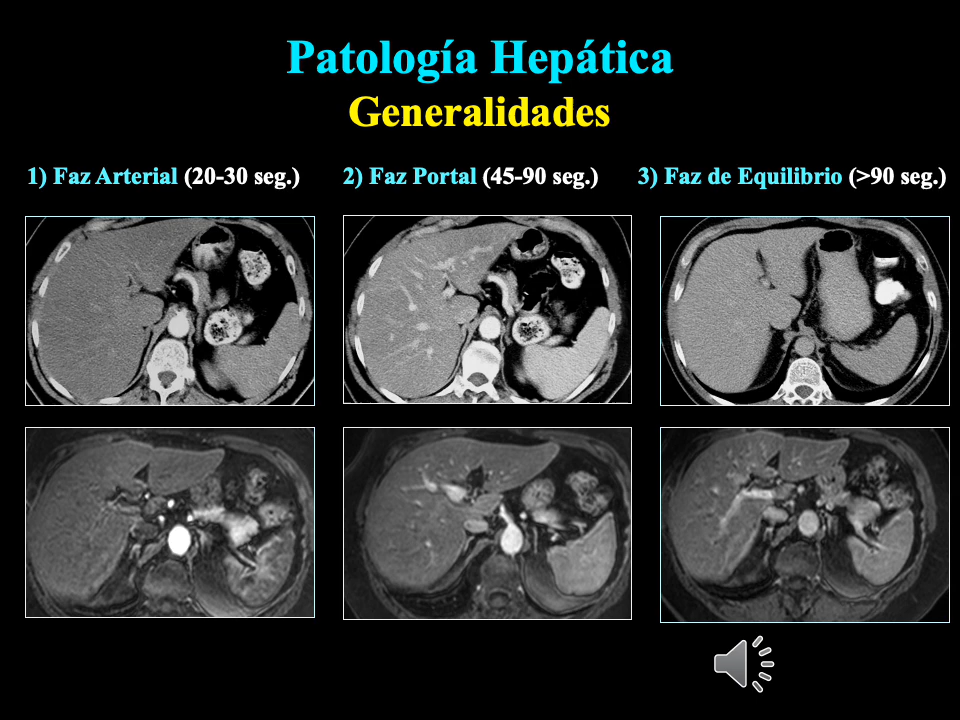 Patología Hepática
Generalidades
1) Faz Arterial (20-30 seg.)
2) Faz Portal (45-90 seg.)
3) Faz de Equilibrio (>90 seg.)